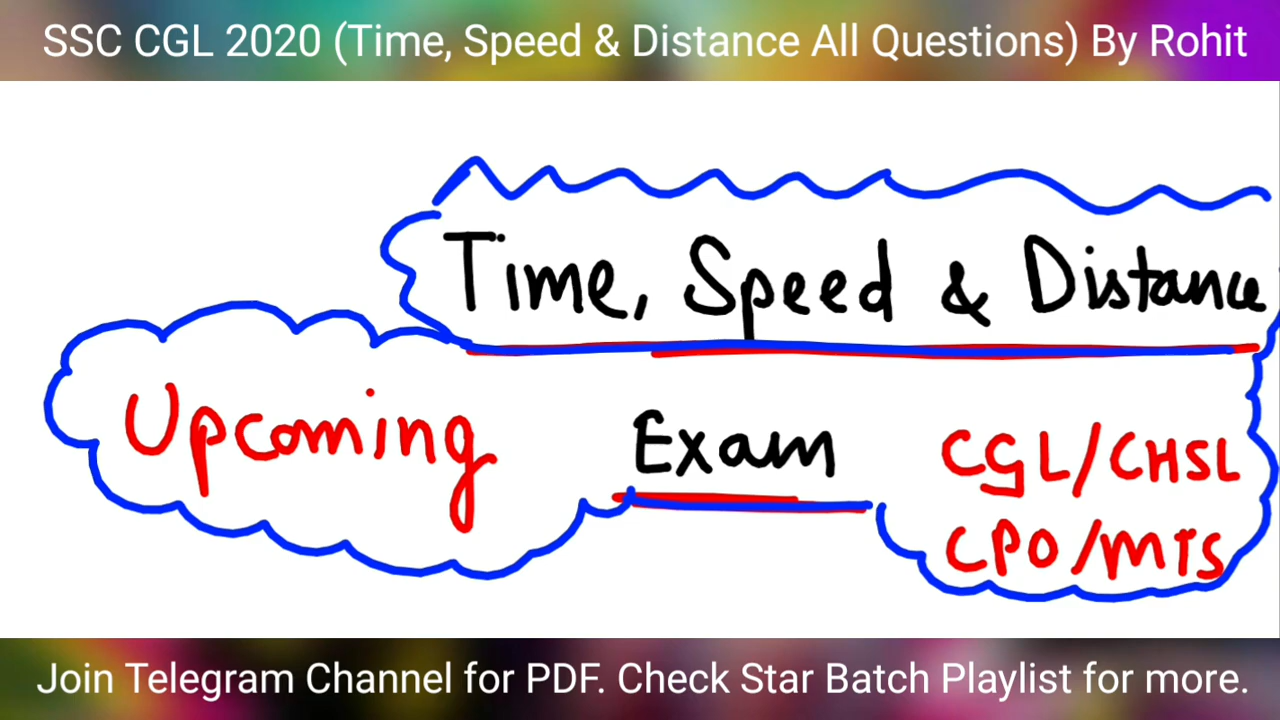 SSC CGL 2020 (Time, Speed & Distance All Questions) By Rohit
Time, Speed & Distance
Upcoming Exam CGL/CHSL
CPO/MTS
Join Telegram Channel for PDF. Check Star Batch Playlist for more.